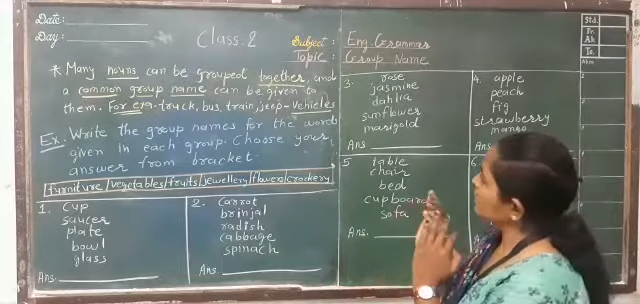 Date:
Day:
Class. 2
Subject: Eng. Grammar
Topic: Group Name
* Many nouns can be grouped together, and
a common group name can be given to
them. For eg. truck, bus, train, jeep - vehicles
Ex. Write the group names for the words
given in each group. Choose your
answer from bracket.
furniture/vegetables/fruits/jewellery/flowers/crockery
1. cup
saucer
plate
bowl
glass
Ans.
2. carrot
brinjal
radish
cabbage
spinach
Ans.
3. rose
jasmine
dahlia
sunflower
marigold
Ans
4. apple
peach
fig
strawberry
mango
Ans
5 table
chair
bed
cupboard
sofa
Ans.
6.
Std.